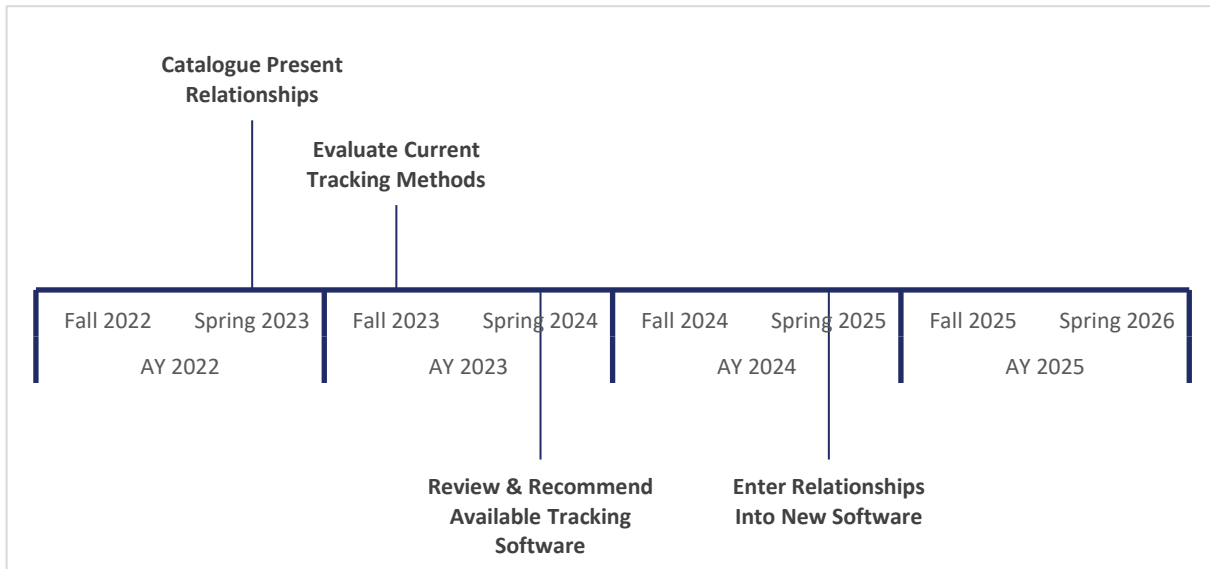 Catalogue Present
Relationships
Evaluate Current
Tracking Methods
Fall 2022 Spring 2023 Fall 2023 Spring 2024 Fall 2024 Spring 2025 Fall 2025 Spring 2026
AY 2022 AY 2023 AY 2024 AY 2025
Review & Recommend
Available Tracking
Software
Enter Relationships
Into New Software